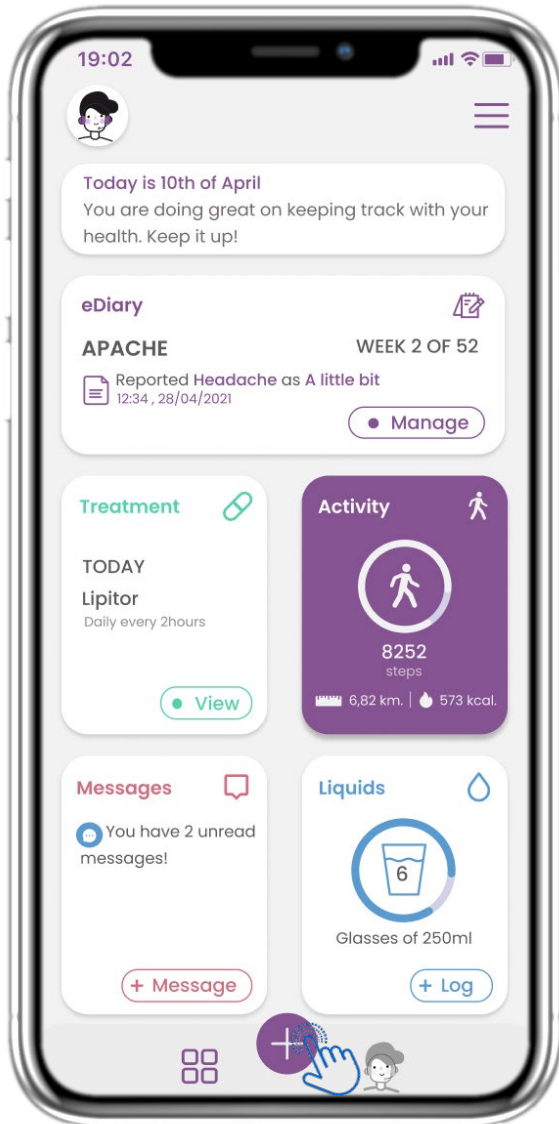 19:02
Today is 10th of April
You are doing great on keeping track with your
health. Keep it up!
eDiary
APACHE
WEEK 2 OF 52
Reported Headache as A little bit
12:34 , 28/04/2021
Manage
Treatment
TODAY
Lipitor
Daily every 2hours
View
Activity
8252
steps
6,82 km.
573 kcal.
Messages
You have 2 unread
messages!
+ Message
Liquids
6
Glasses of 250ml
+ Log